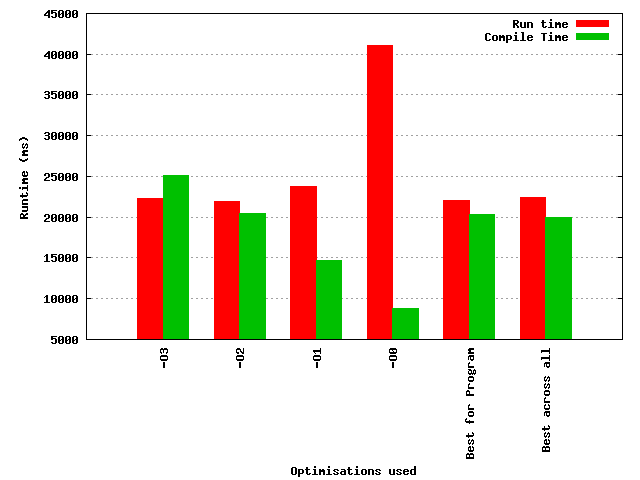 45000
40000
35000
30000
25000
20000
15000
10000
5000
Runtime (ms)
Run time
Compile Time
-O3
-O2
-O1
-O0
Best for Program
Best across all
Optimisations used